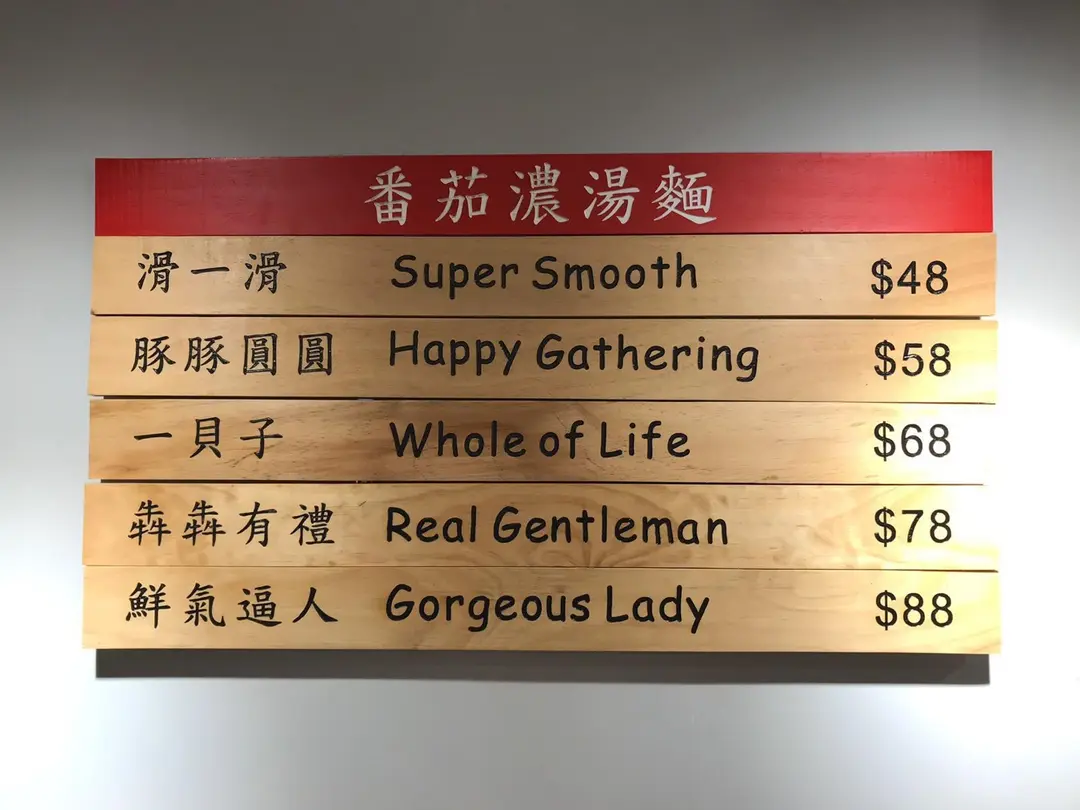 番茄濃湯麵
滑一滑 Super Smooth $48
豚豚圓圓 Happy Gathering $58
一貝子 Whole of Life $68
犇犇有禮 Real Gentleman $78
鮮氣逼人 Gorgeous Lady $88